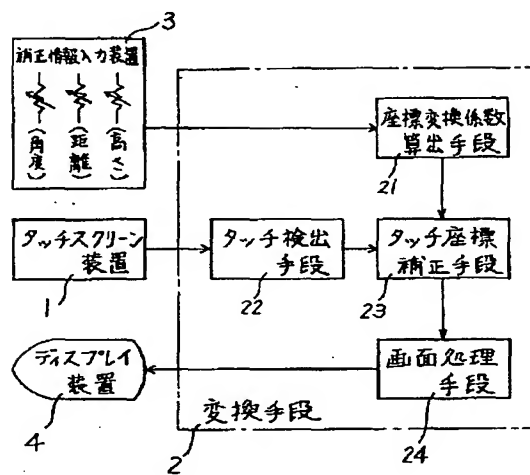 3
補正情報入力装置
(角度)
(距離)
(高さ)
座標変換係数
算出手段
21
タッチスクリーン
装置
1
タッチ検出
手段
22
タッチ座標
補正手段
23
ディスプレイ
装置
4
画面処理
手段
24
変換手段
2